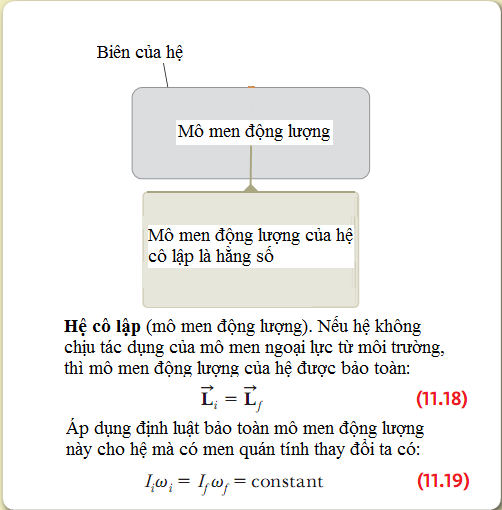 Biên của hệ
Mô men động lượng
Mô men động lượng của hệ
cô lập là hằng số
Hệ cô lập (mô men động lượng). Nếu hệ không
chịu tác dụng của mô men ngoại lực từ môi trường,
thì mô men động lượng của hệ được bảo toàn:
$\vec{\mathbf{L}}_i = \vec{\mathbf{L}}_f$ (11.18)
Áp dụng định luật bảo toàn mô men động lượng
này cho hệ mà có men quán tính thay đổi ta có:
$I_i\omega_i = I_f\omega_f = \text{constant}$ (11.19)